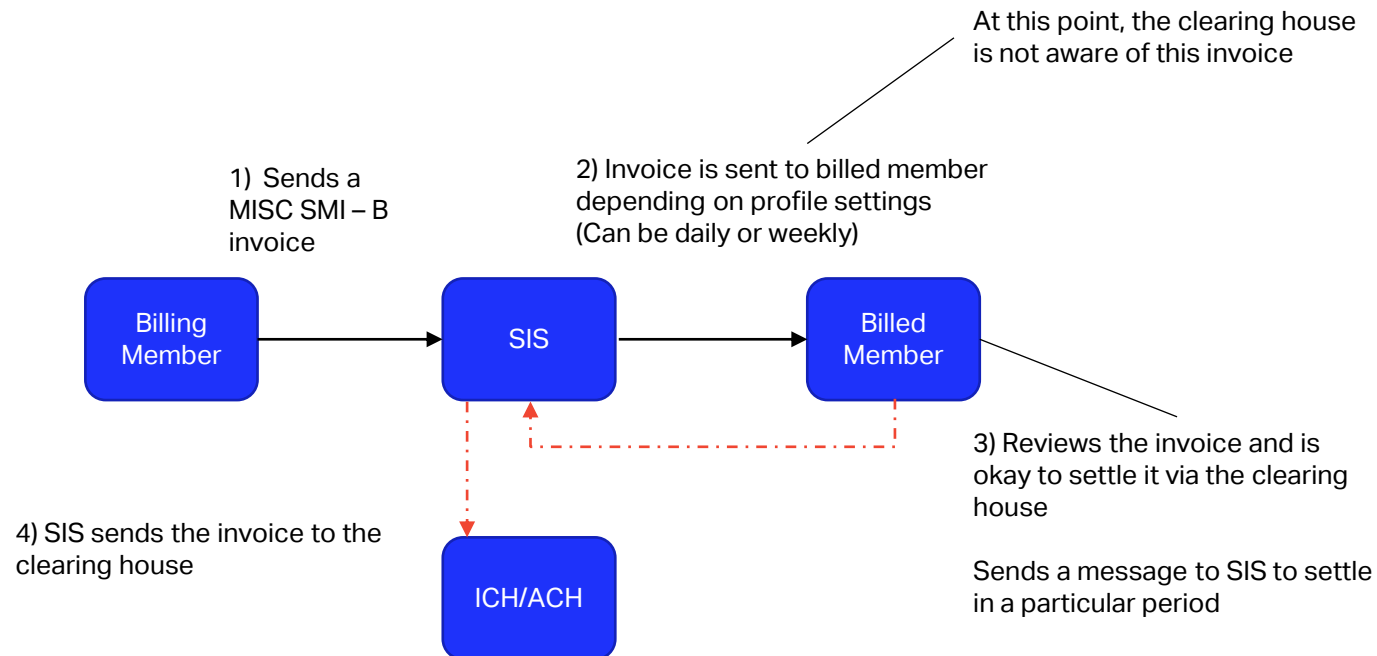 At this point, the clearing house
is not aware of this invoice
1) Sends a
MISC SMI – B
invoice
2) Invoice is sent to billed member
depending on profile settings
(Can be daily or weekly)
Billing
Member
SIS
Billed
Member
3) Reviews the invoice and is
okay to settle it via the clearing
house
Sends a message to SIS to settle
in a particular period
4) SIS sends the invoice to the
clearing house
ICH/ACH